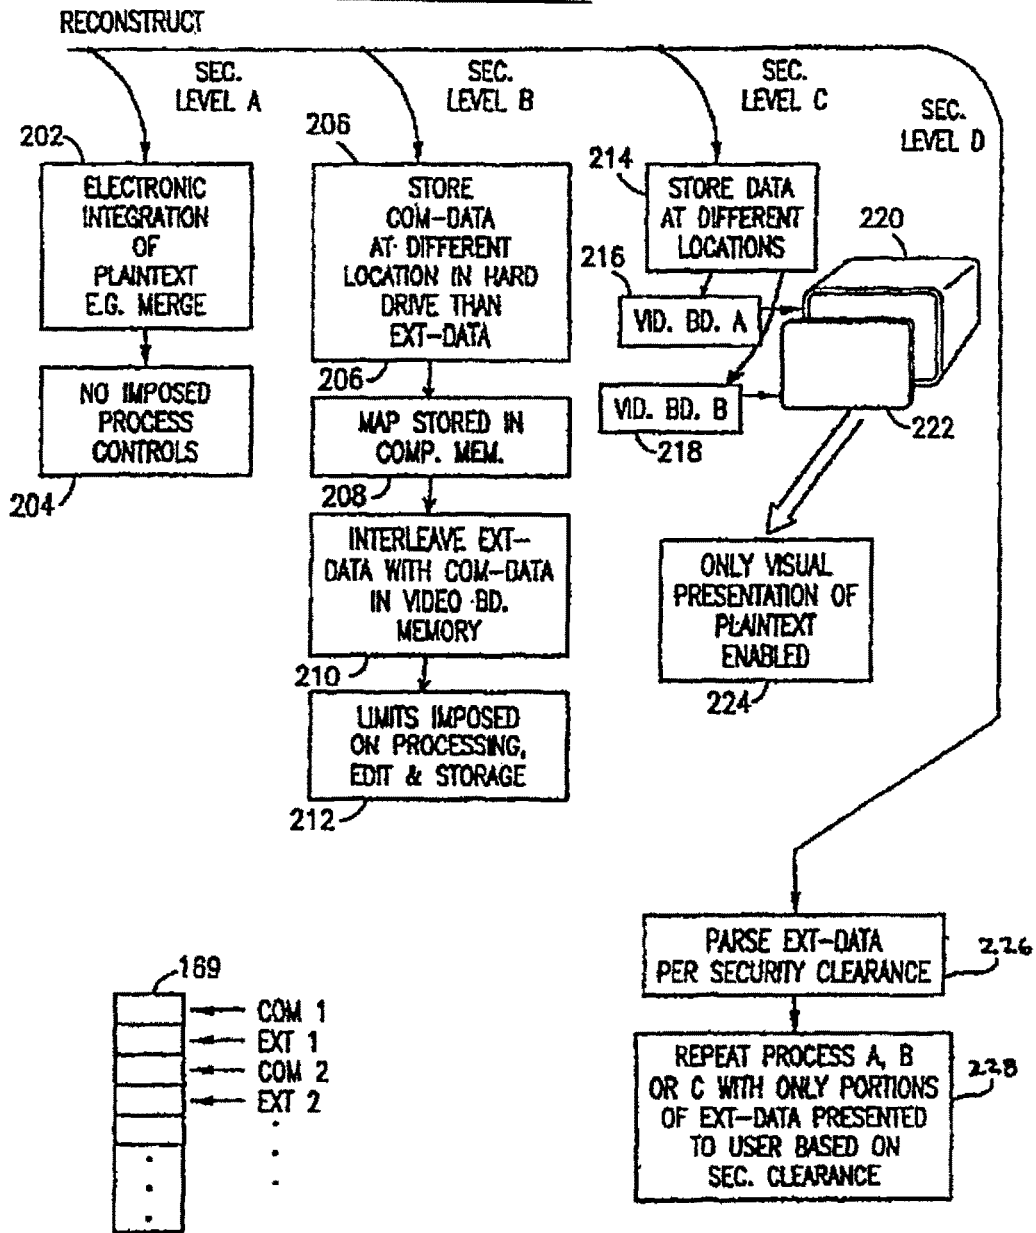 RECONSTRUCT
SEC.
LEVEL A
SEC.
LEVEL B
SEC.
LEVEL C
SEC.
LEVEL D
202
ELECTRONIC
INTEGRATION
OF
PLAINTEXT
E.G. MERGE
NO IMPOSED
PROCESS
CONTROLS
204
206
STORE
COM-DATA
AT DIFFERENT
LOCATION IN HARD
DRIVE THAN
EXT-DATA
206
MAP STORED IN
COMP. MEM.
208
INTERLEAVE EXT-
DATA WITH COM-DATA
IN VIDEO BD.
MEMORY
210
LIMITS IMPOSED
ON PROCESSING,
EDIT & STORAGE
212
214
STORE DATA
AT DIFFERENT
LOCATIONS
216
VID. BD. A
220
VID. BD. B
218
222
ONLY VISUAL
PRESENTATION OF
PLAINTEXT
ENABLED
224
PARSE EXT-DATA
PER SECURITY CLEARANCE
226
REPEAT PROCESS A, B
OR C WITH ONLY PORTIONS
OF EXT-DATA PRESENTED
TO USER BASED ON
SEC. CLEARANCE
228
169
COM 1
EXT 1
COM 2
EXT 2